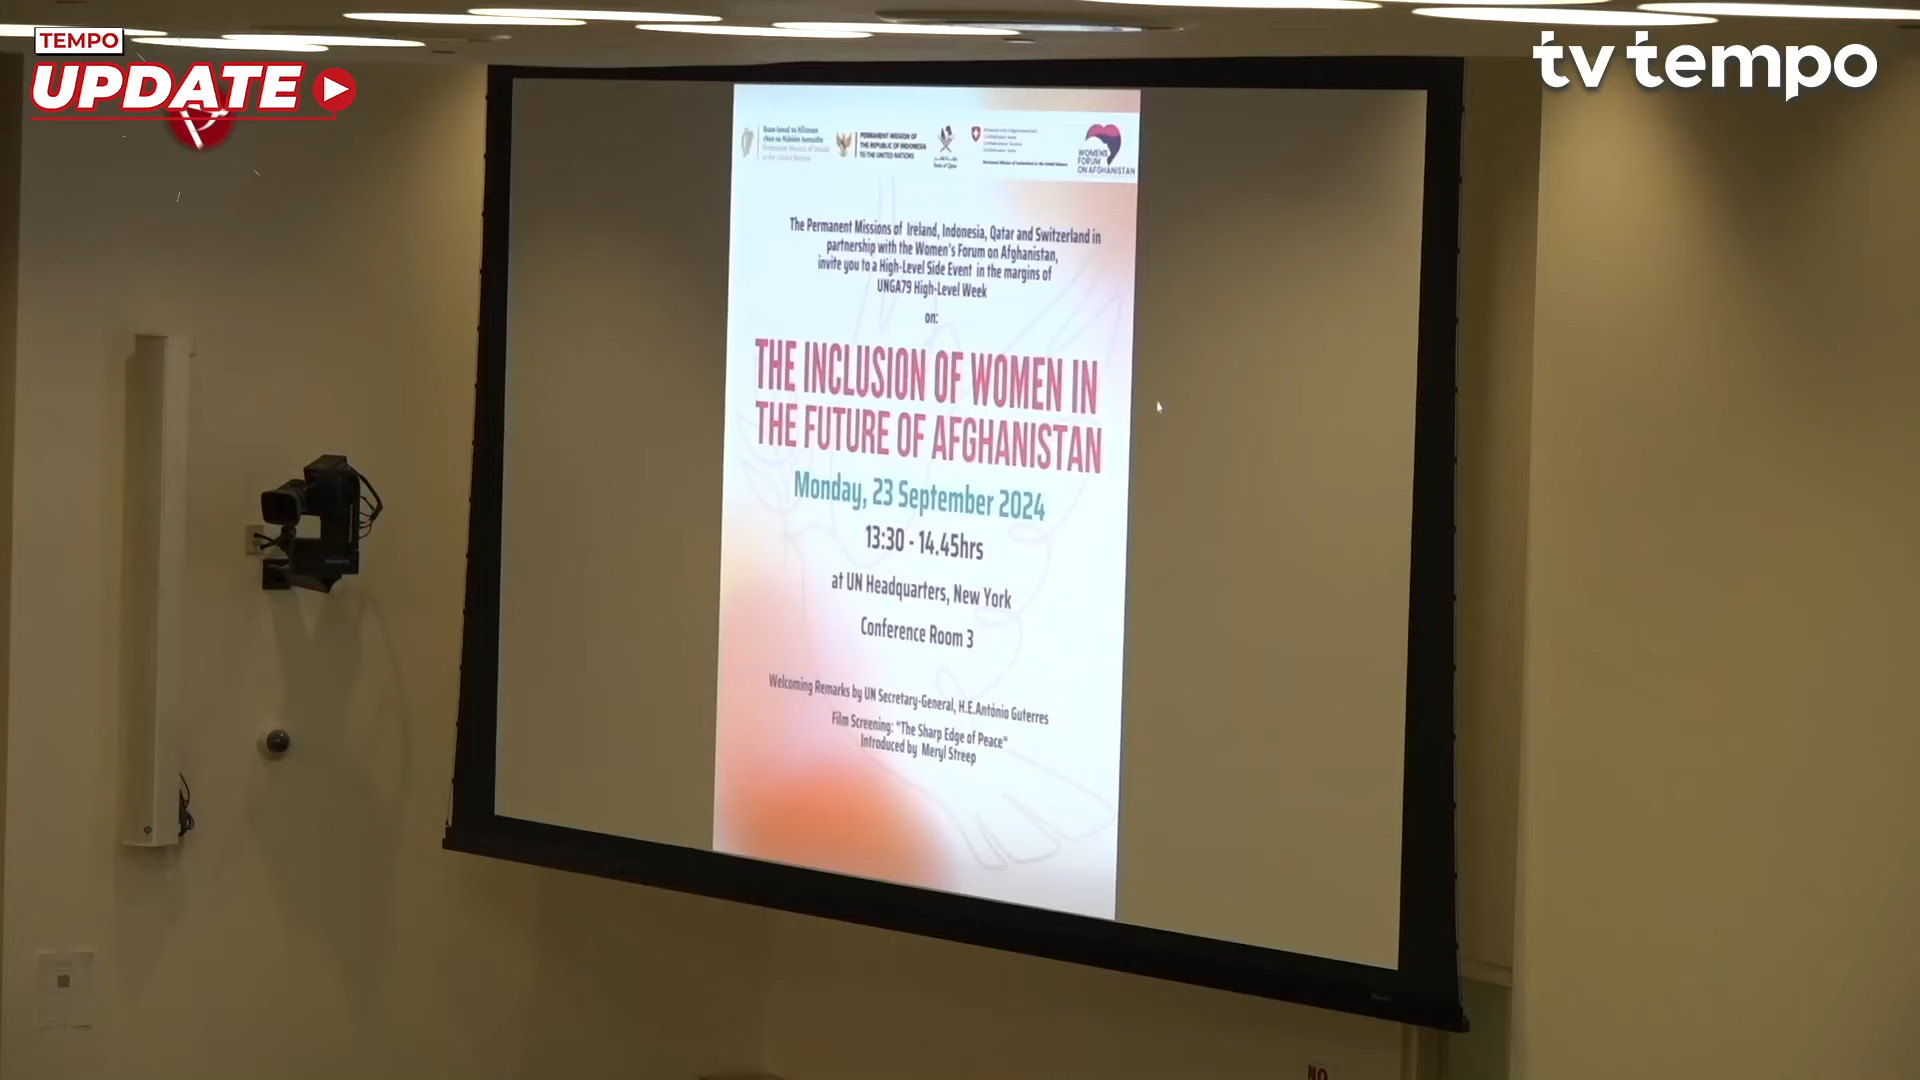 TEMPO
UPDATE
tv tempo
PERMANENT MISSION OF
THE REPUBLIC OF INDONESIA
TO THE UNITED NATIONS
State of Qatar
WOMEN'S
FORUM
ON AFGHANISTAN
The Permanent Missions of Ireland, Indonesia, Qatar and Switzerland in
partnership with the Women's Forum on Afghanistan,
invite you to a High-Level Side Event in the margins of
UNGA79 High-Level Week
on:
THE INCLUSION OF WOMEN IN
THE FUTURE OF AFGHANISTAN
Monday, 23 September 2024
13:30 - 14.45hrs
at UN Headquarters, New York
Conference Room 3
Welcoming Remarks by UN Secretary-General, H.E.António Guterres
Film Screening: "The Sharp Edge of Peace"
Introduced by Meryl Streep
NO